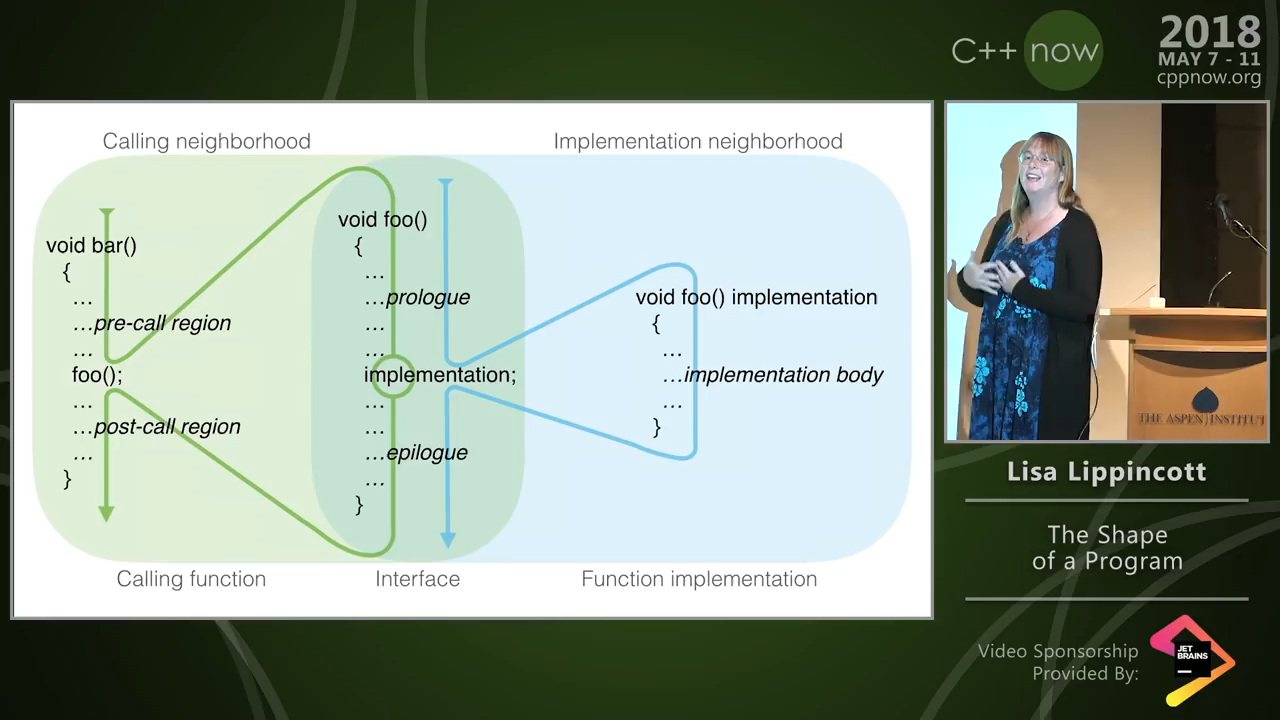 C++ now
2018
MAY 7 - 11
cppnow.org
Calling neighborhood
Implementation neighborhood
void bar()
{
...
...pre-call region
...
foo();
...
...post-call region
...
}
void foo()
{
...
...prologue
...
...
implementation;
...
...
...epilogue
...
}
void foo() implementation
{
...
...implementation body
...
}
Calling function
Interface
Function implementation
THE ASPEN INSTITUT
Lisa Lippincott
The Shape
of a Program
Video Sponsorship
Provided By:
JET
BRAINS